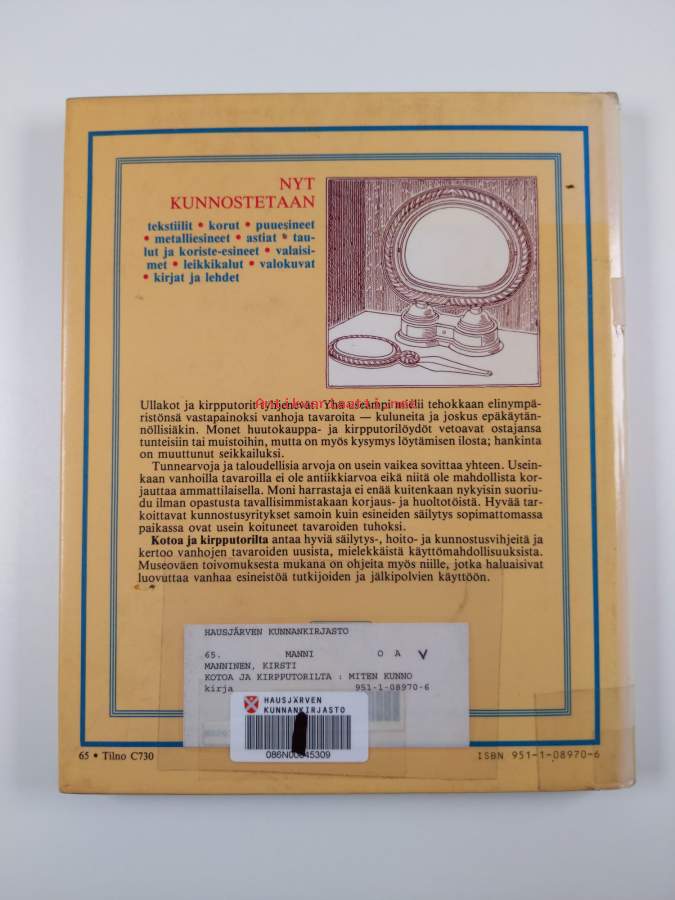 NYT
KUNNOSTETAAN
tekstiilit • korut • puuesineet
• metalliesineet • astiat • tau-
lut ja koriste-esineet • valaisi-
met • leikkikalut • valokuvat
• kirjat ja lehdet
Ullakot ja kirpputorit tyhjenevät. Yhä useampi mielii tehokkaan elinympä-
ristönsä vastapainoksi vanhoja tavaroita — kuluneita ja joskus epäkäytän-
nöllisiäkin. Monet huutokauppa- ja kirpputorilöydöt vetoavat ostajansa
tunteisiin tai muistoihin, mutta on myös kysymys löytämisen ilosta; hankinta
on muuttunut seikkailuksi.
Tunnearvoja ja taloudellisia arvoja on usein vaikea sovittaa yhteen. Usein-
kaan vanhoilla tavaroilla ei ole antiikkiarvoa eikä niitä ole mahdollista kor-
jauttaa ammattilaisella. Moni harrastaja ei enää kuitenkaan nykyisin suoriu-
du ilman opastusta tavallisimmistakaan korjaus- ja huoltotöistä. Hyvää tar-
koittavat kunnostusyritykset samoin kuin esineiden säilytys sopimattomassa
paikassa ovat usein koituneet tavaroiden tuhoksi.
Kotoa ja kirpputorilta antaa hyviä säilytys-, hoito- ja kunnostusvihjeitä ja
kertoo vanhojen tavaroiden uusista, mielekkäistä käyttömahdollisuuksista.
Museoväen toivomuksesta mukana on ohjeita myös niille, jotka haluaisivat
luovuttaa vanhaa esineistöä tutkijoiden ja jälkipolvien käyttöön.
HAUSJÄRVEN KUNNANKIRJASTO
65. MANNI O A V
MANNINEN, KIRSTI
KOTOA JA KIRPPUTORILTA : MITEN KUNNO
kirja 951-1-08970-6
HAUSJÄRVEN
KUNNANKIRJASTO
086N00045309
65 • Tilno C730
ISBN 951-1-08970-6